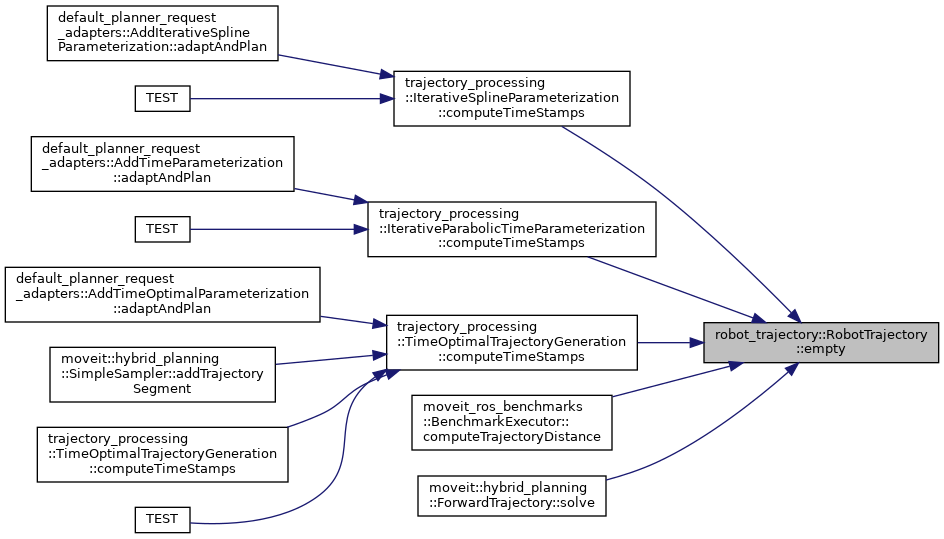 default_planner_request
_adapters::AddIterativeSpline
Parameterization::adaptAndPlan
TEST
trajectory_processing
::IterativeSplineParameterization
::computeTimeStamps
default_planner_request
_adapters::AddTimeParameterization
::adaptAndPlan
TEST
trajectory_processing
::IterativeParabolicTimeParameterization
::computeTimeStamps
default_planner_request
_adapters::AddTimeOptimalParameterization
::adaptAndPlan
moveit::hybrid_planning
::SimpleSampler::addTrajectory
Segment
trajectory_processing
::TimeOptimalTrajectoryGeneration
::computeTimeStamps
TEST
trajectory_processing
::TimeOptimalTrajectoryGeneration
::computeTimeStamps
moveit_ros_benchmarks
::BenchmarkExecutor::
computeTrajectoryDistance
moveit::hybrid_planning
::ForwardTrajectory::solve
robot_trajectory::RobotTrajectory
::empty